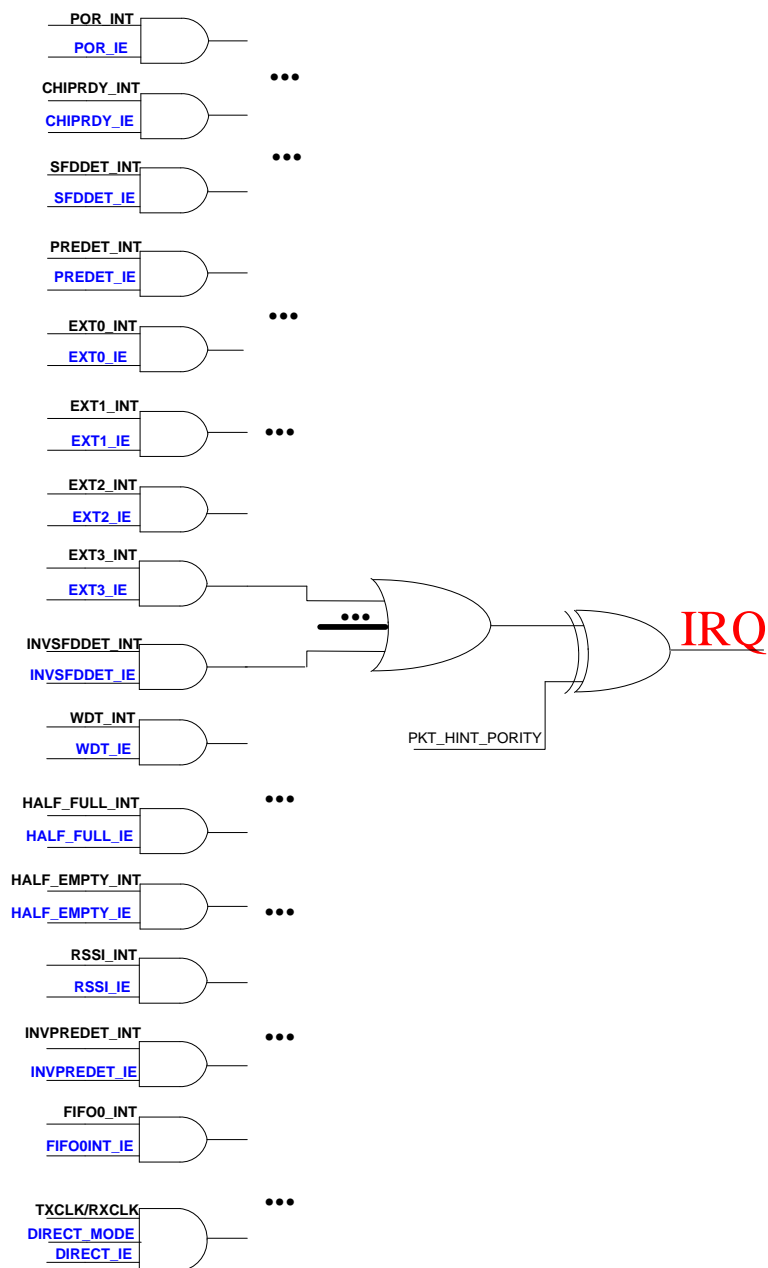 POR_INT
POR_IE
CHIPRDY_INT
CHIPRDY_IE
SFDDET_INT
SFDDET_IE
PREDET_INT
PREDET_IE
EXT0_INT
EXT0_IE
EXT1_INT
EXT1_IE
EXT2_INT
EXT2_IE
EXT3_INT
EXT3_IE
INVSFDDET_INT
INVSFDDET_IE
IRQ
PKT_HINT_PORITY
WDT_INT
WDT_IE
HALF_FULL_INT
HALF_FULL_IE
HALF_EMPTY_INT
HALF_EMPTY_IE
RSSI_INT
RSSI_IE
INVPREDET_INT
INVPREDET_IE
FIFO0_INT
FIFO0INT_IE
TXCLK/RXCLK
DIRECT_MODE
DIRECT_IE